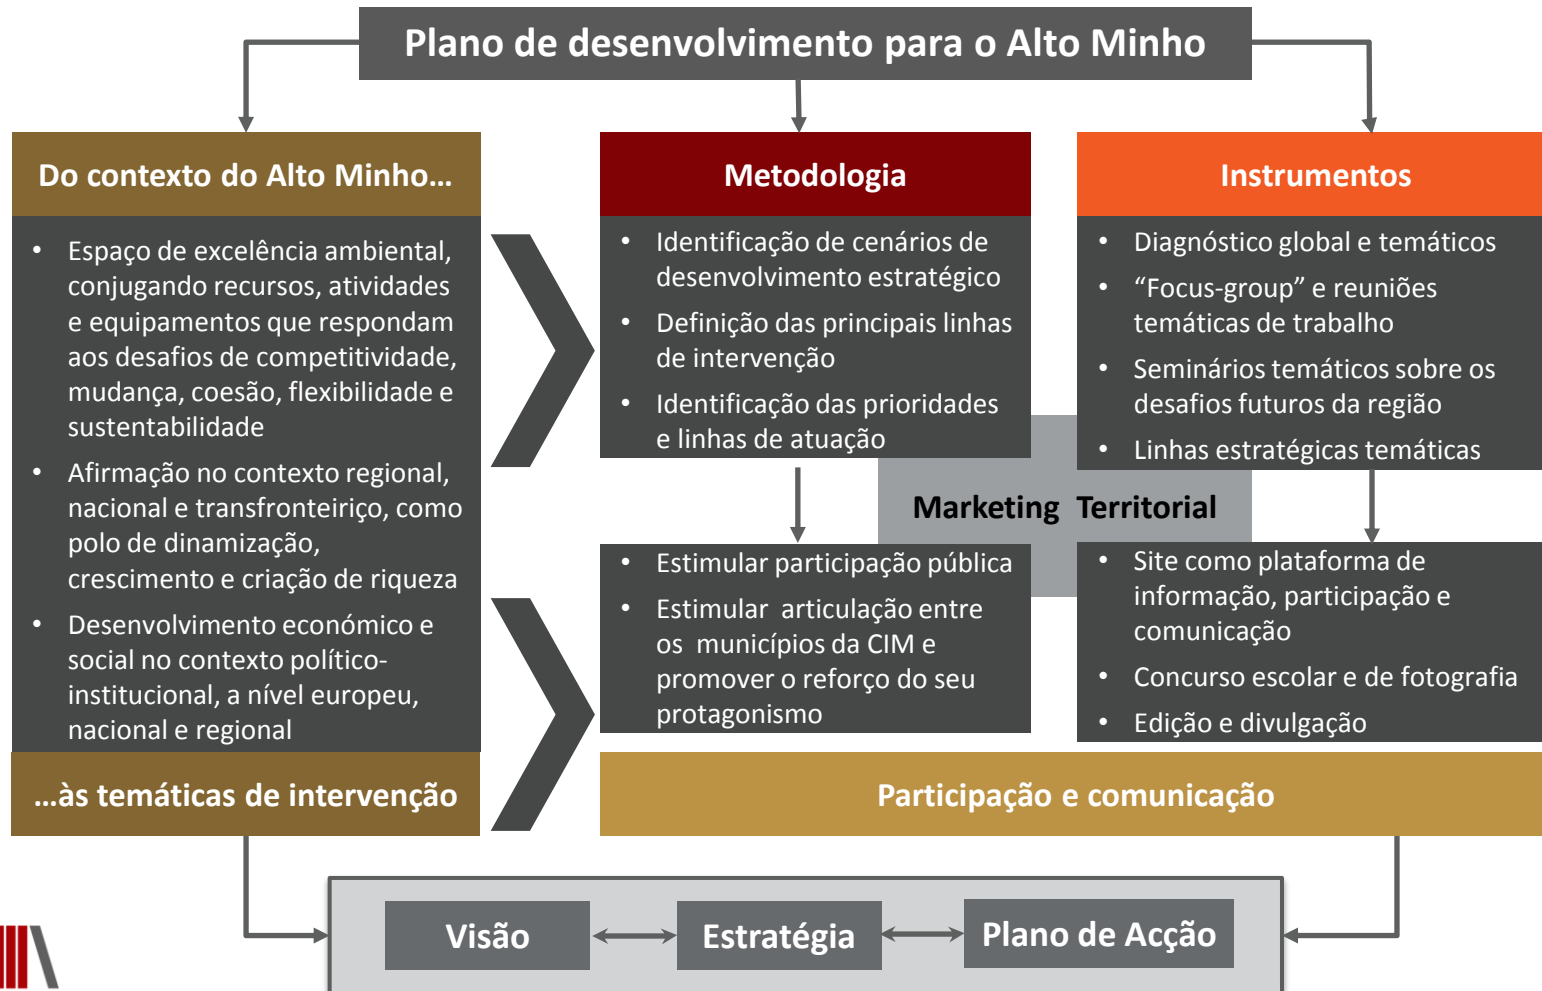 Plano de desenvolvimento para o Alto Minho
Do contexto do Alto Minho…
• Espaço de excelência ambiental,
conjugando recursos, atividades
e equipamentos que respondam
aos desafios de competitividade,
mudança, coesão, flexibilidade e
sustentabilidade
• Afirmação no contexto regional,
nacional e transfronteiriço, como
polo de dinamização,
crescimento e criação de riqueza
• Desenvolvimento económico e
social no contexto político-
institucional, a nível europeu,
nacional e regional
…às temáticas de intervenção
Metodologia
• Identificação de cenários de
desenvolvimento estratégico
• Definição das principais linhas
de intervenção
• Identificação das prioridades
e linhas de atuação
Instrumentos
• Diagnóstico global e temáticos
• “Focus-group” e reuniões
temáticas de trabalho
• Seminários temáticos sobre os
desafios futuros da região
• Linhas estratégicas temáticas
Marketing Territorial
• Estimular participação pública
• Estimular articulação entre
os municípios da CIM e
promover o reforço do seu
protagonismo
• Site como plataforma de
informação, participação e
comunicação
• Concurso escolar e de fotografia
• Edição e divulgação
Participação e comunicação
Visão
Estratégia
Plano de Acção